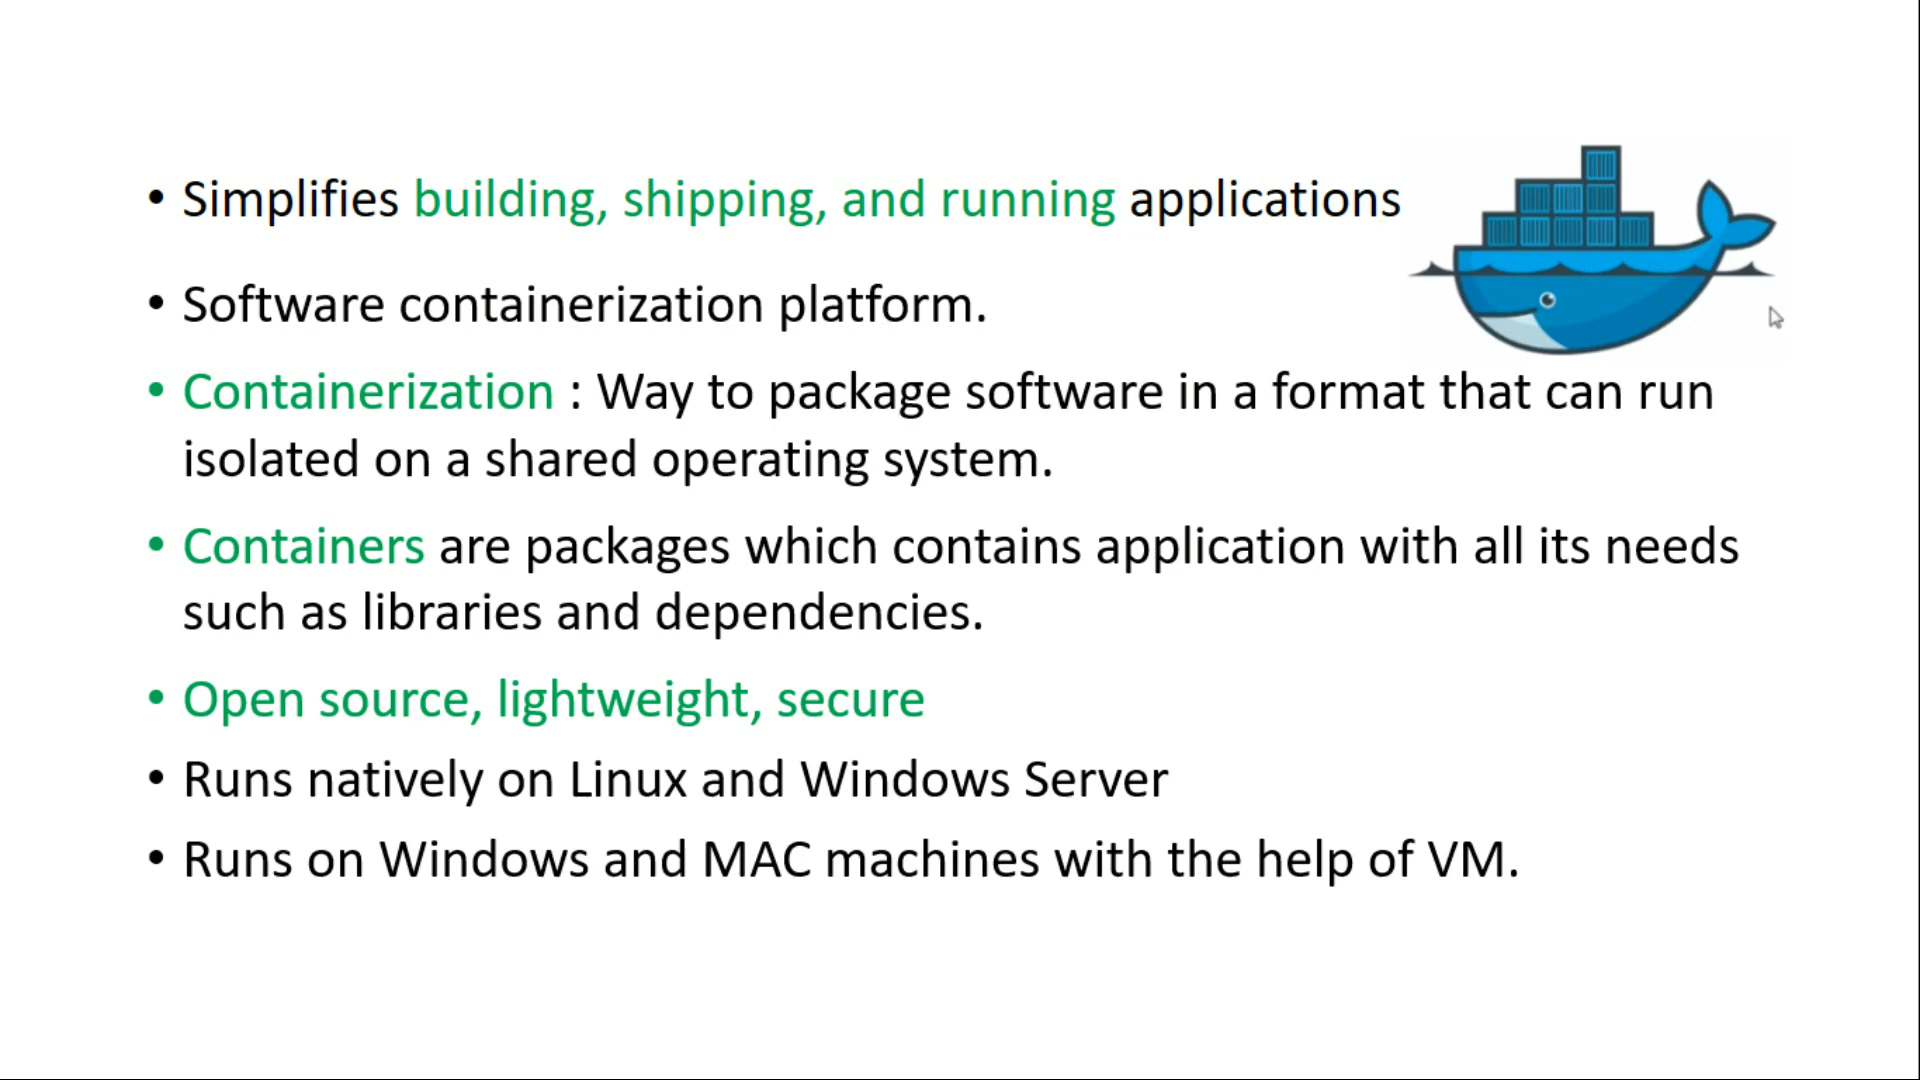 • Simplifies building, shipping, and running applications
• Software containerization platform.
• Containerization : Way to package software in a format that can run
isolated on a shared operating system.
• Containers are packages which contains application with all its needs
such as libraries and dependencies.
• Open source, lightweight, secure
• Runs natively on Linux and Windows Server
• Runs on Windows and MAC machines with the help of VM.